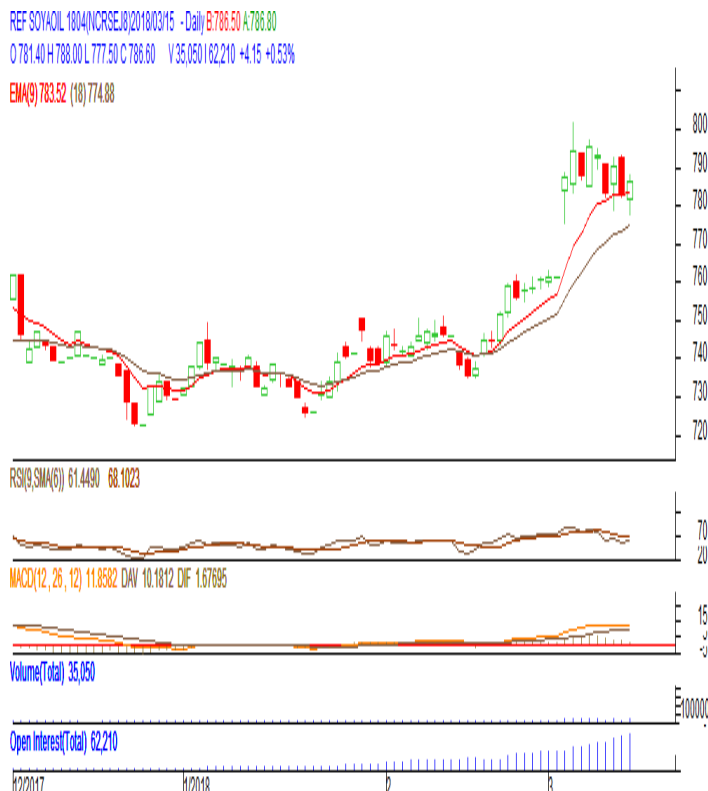 REF SOYAOIL 1804(NCRSEJ8)2018/03/15 - Daily B:786.50 A:786.80
O 781.40 H 788.00 L 777.50 C 786.60 V 35,050 I 62,210 +4.15 +0.53%
EMA(9) 783.52 (18) 774.88
800
790
780
770
760
750
740
730
720
RSI(9,SMA(6)) 61.4490 68.1023
70
20
MACD(12 , 26 , 12) 11.8582 DAV 10.1812 DIF 1.67695
15
5
-5
Volume(Total) 35,050
100000
Open Interest(Total) 62,210
12/2017 1/2018 2 3